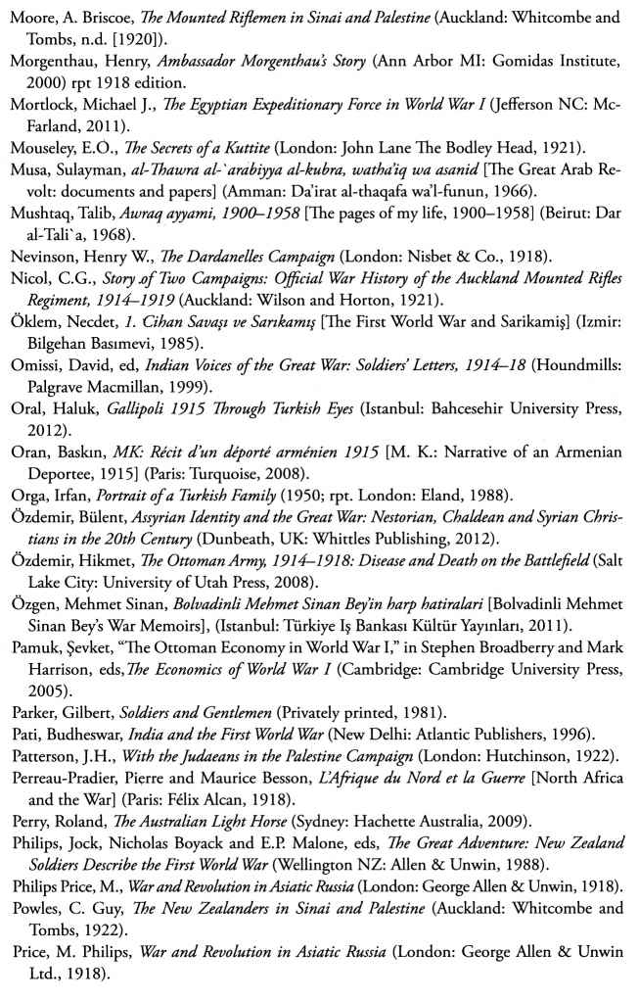 Moore, A. Briscoe, The Mounted Riflemen in Sinai and Palestine (Auckland: Whitcombe and
Tombs, n.d. [1920]).
Morgenthau, Henry, Ambassador Morgenthau's Story (Ann Arbor MI: Gomidas Institute,
2000) rpt 1918 edition.
Mortlock, Michael J., The Egyptian Expeditionary Force in World War I (Jefferson NC: Mc-
Farland, 2011).
Mouseley, E.O., The Secrets of a Kuttite (London: John Lane The Bodley Head, 1921).
Musa, Sulayman, al-Thawra al-`arabiyya al-kubra, watha'iq wa asanid [The Great Arab Re-
volt: documents and papers] (Amman: Da'irat al-thaqafa wa'l-funun, 1966).
Mushtaq, Talib, Awraq ayyami, 1900–1958 [The pages of my life, 1900–1958] (Beirut: Dar
al-Tali`a, 1968).
Nevinson, Henry W., The Dardanelles Campaign (London: Nisbet & Co., 1918).
Nicol, C.G., Story of Two Campaigns: Official War History of the Auckland Mounted Rifles
Regiment, 1914–1919 (Auckland: Wilson and Horton, 1921).
Öklem, Necdet, 1. Cihan Savaşı ve Sarıkamış [The First World War and Sarikamiş] (Izmir:
Bilgehan Basımevi, 1985).
Omissi, David, ed, Indian Voices of the Great War: Soldiers' Letters, 1914–18 (Houndmills:
Palgrave Macmillan, 1999).
Oral, Haluk, Gallipoli 1915 Through Turkish Eyes (Istanbul: Bahcesehir University Press,
2012).
Oran, Baskın, MK: Récit d'un déporté arménien 1915 [M. K.: Narrative of an Armenian
Deportee, 1915] (Paris: Turquoise, 2008).
Orga, Irfan, Portrait of a Turkish Family (1950; rpt. London: Eland, 1988).
Özdemir, Bülent, Assyrian Identity and the Great War: Nestorian, Chaldean and Syrian Chris-
tians in the 20th Century (Dunbeath, UK: Whittles Publishing, 2012).
Özdemir, Hikmet, The Ottoman Army, 1914–1918: Disease and Death on the Battlefield (Salt
Lake City: University of Utah Press, 2008).
Özgen, Mehmet Sinan, Bolvadinli Mehmet Sinan Bey'in harp hatiralari [Bolvadinli Mehmet
Sinan Bey's War Memoirs], (Istanbul: Türkiye Iş Bankası Kültür Yayınları, 2011).
Pamuk, Şevket, “The Ottoman Economy in World War I,” in Stephen Broadberry and Mark
Harrison, eds, The Economics of World War I (Cambridge: Cambridge University Press,
2005).
Parker, Gilbert, Soldiers and Gentlemen (Privately printed, 1981).
Pati, Budheswar, India and the First World War (New Delhi: Atlantic Publishers, 1996).
Patterson, J.H., With the Judaeans in the Palestine Campaign (London: Hutchinson, 1922).
Perreau-Pradier, Pierre and Maurice Besson, L'Afrique du Nord et la Guerre [North Africa
and the War] (Paris: Félix Alcan, 1918).
Perry, Roland, The Australian Light Horse (Sydney: Hachette Australia, 2009).
Philips, Jock, Nicholas Boyack and E.P. Malone, eds, The Great Adventure: New Zealand
Soldiers Describe the First World War (Wellington NZ: Allen & Unwin, 1988).
Philips Price, M., War and Revolution in Asiatic Russia (London: George Allen & Unwin, 1918).
Powles, C. Guy, The New Zealanders in Sinai and Palestine (Auckland: Whitcombe and
Tombs, 1922).
Price, M. Philips, War and Revolution in Asiatic Russia (London: George Allen & Unwin
Ltd., 1918).